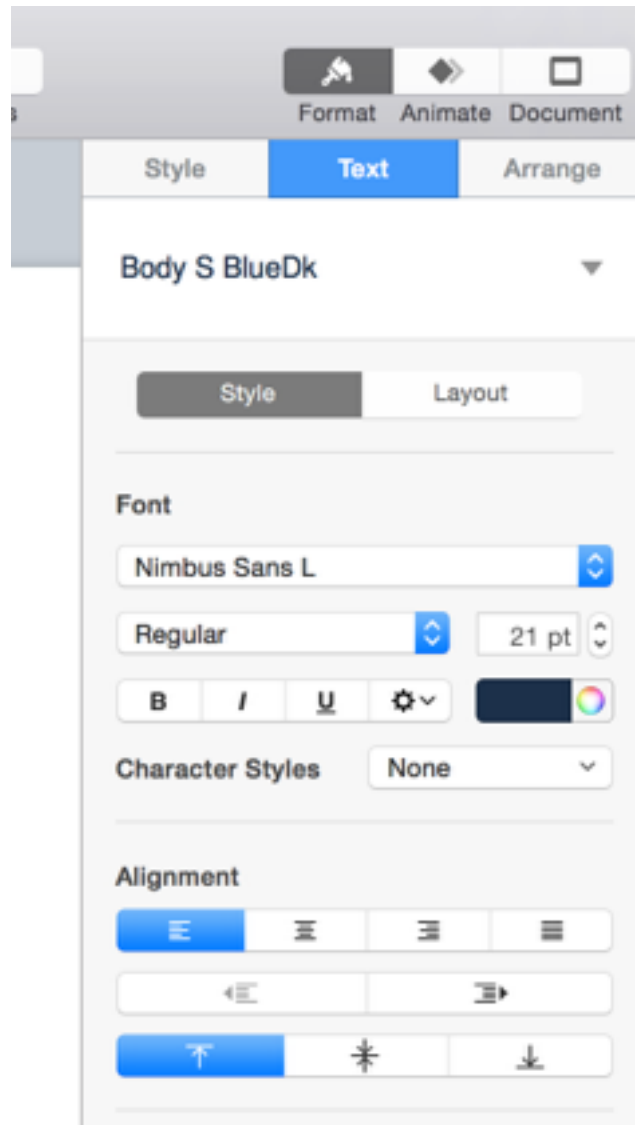 s
Format Animate Document
Style Text Arrange
Body S BlueDk
Style Layout
Font
Nimbus Sans L
Regular 21 pt
B I U
Character Styles None
Alignment